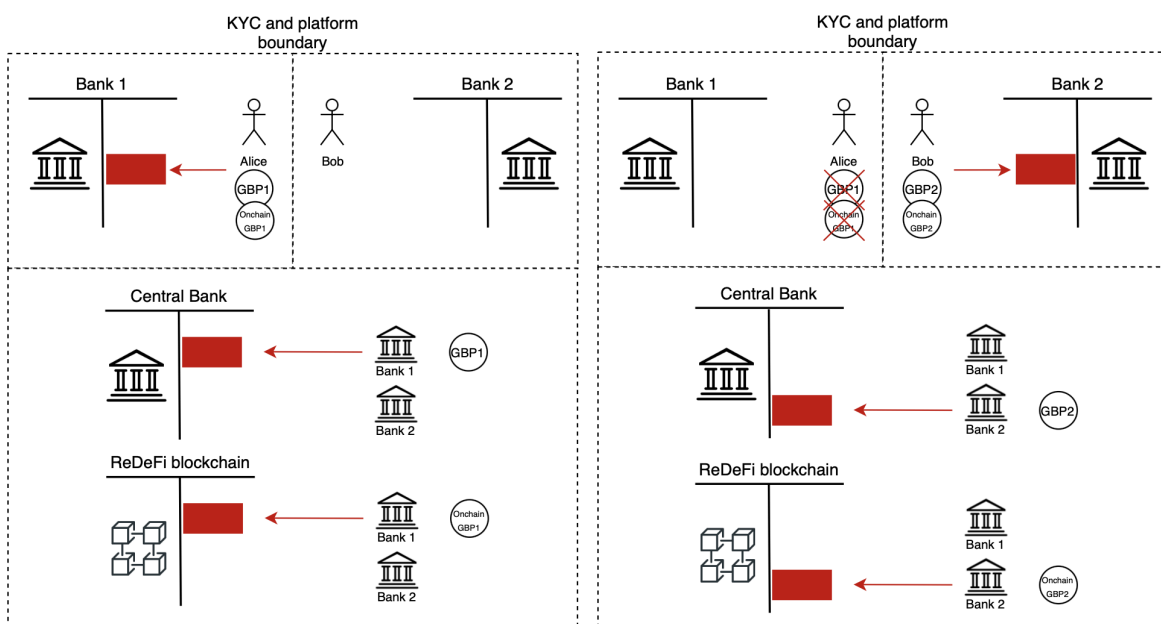 KYC and platform
boundary
Bank 1
Bank 2
Alice
Bob
GBP1
Onchain
GBP1
Central Bank
Bank 1
GBP1
Bank 2
ReDeFi blockchain
Bank 1
Onchain
GBP1
Bank 2
KYC and platform
boundary
Bank 1
Bank 2
Alice
Bob
GBP1
GBP2
Onchain
GBP1
Onchain
GBP2
Central Bank
Bank 1
Bank 2
GBP2
ReDeFi blockchain
Bank 1
Bank 2
Onchain
GBP2